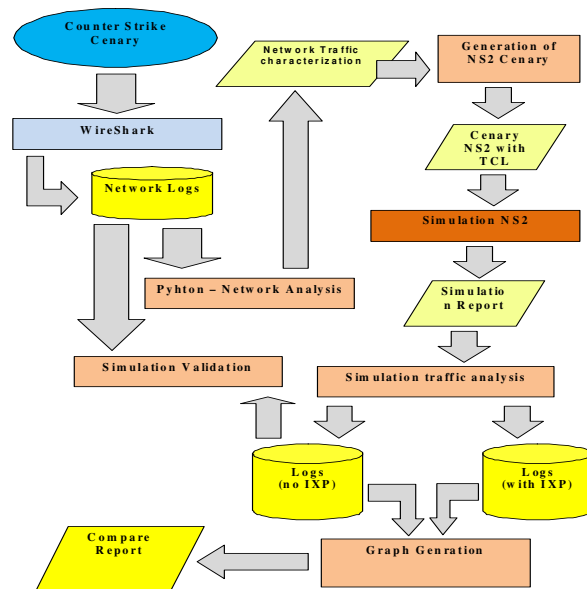 Counter Strike
Cenary
WireShark
Network Logs
Pyhton – Network Analysis
Network Traffic
characterization
Generation of
NS2 Cenary
Cenary
NS2 with
TCL
Simulation NS2
Simulatio
n Report
Simulation Validation
Simulation traffic analysis
Logs
(no IXP)
Logs
(with IXP)
Graph Genration
Compare
Report